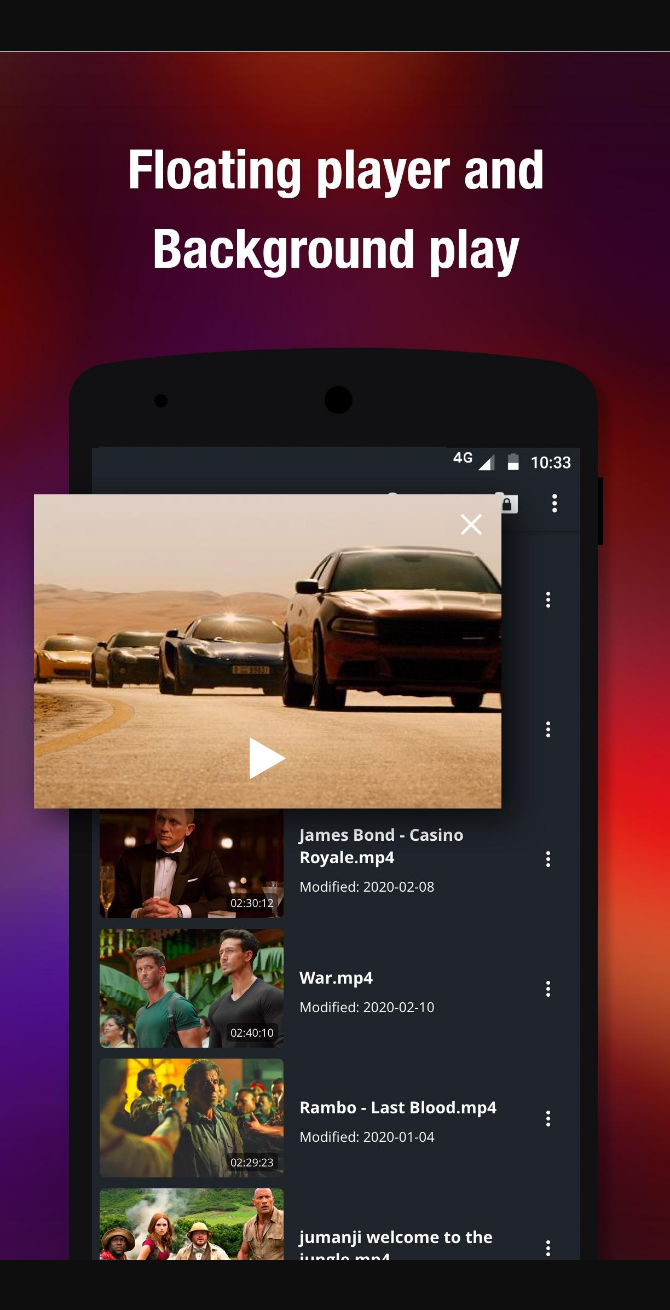 Floating player and
Background play
4G 10:33
James Bond - Casino
Royale.mp4
Modified: 2020-02-08
02:30:12
War.mp4
Modified: 2020-02-10
02:40:10
Rambo - Last Blood.mp4
Modified: 2020-01-04
02:29:23
jumanji welcome to the
jungle.mp4